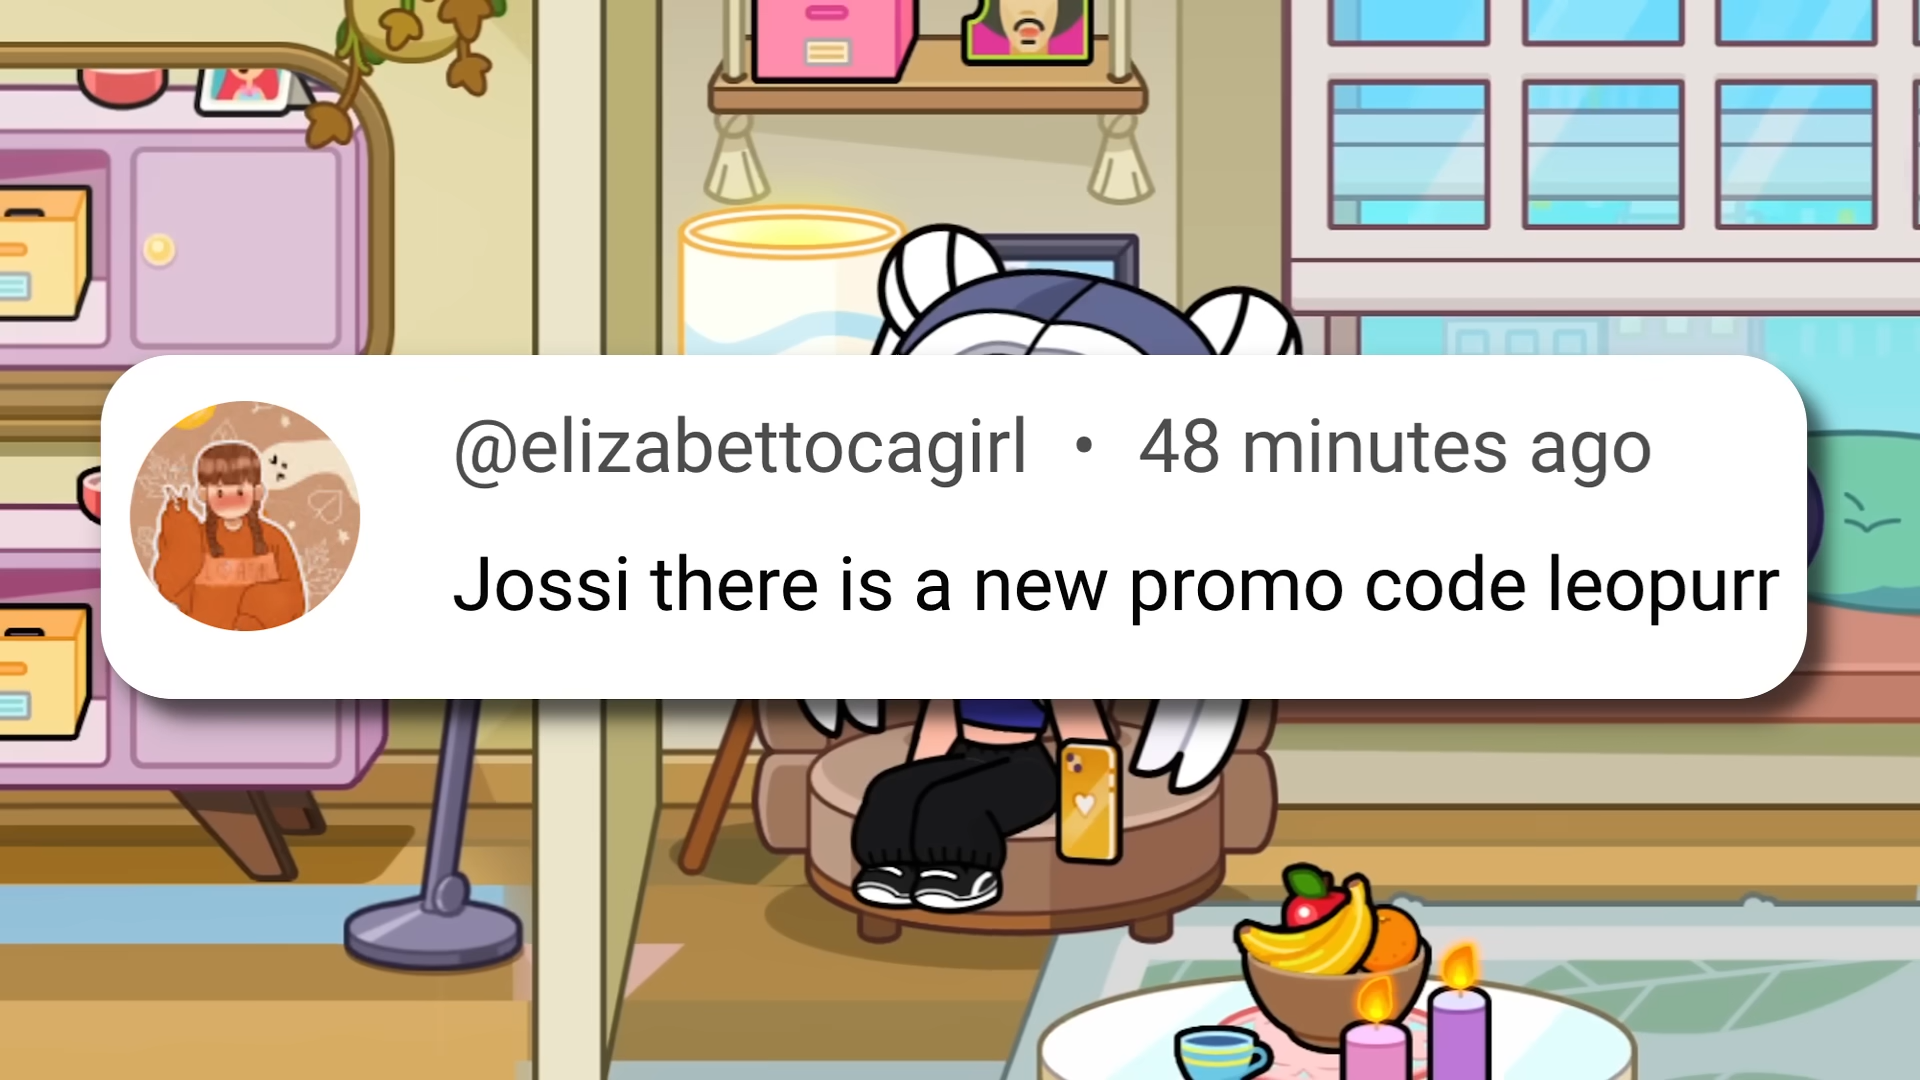 @elizabettocagirl • 48 minutes ago
Jossi there is a new promo code leopurr